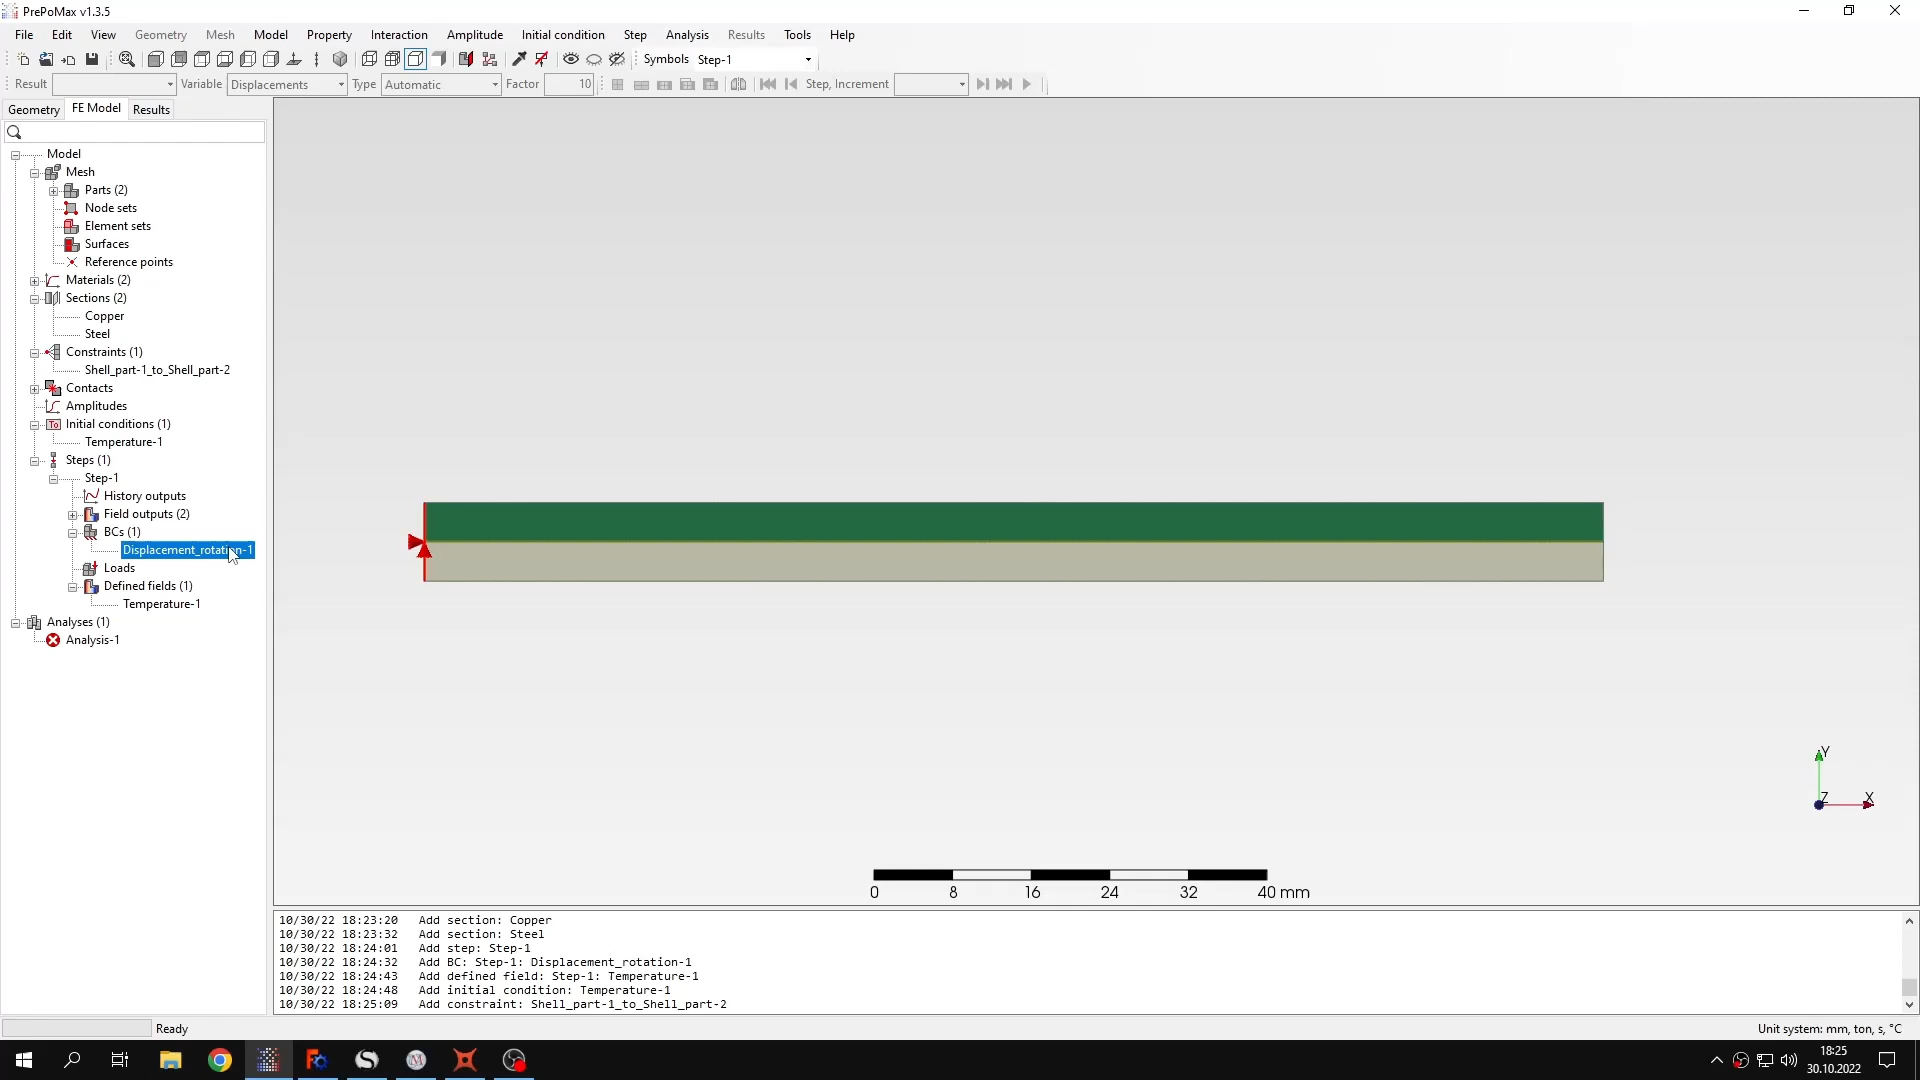 PrePoMax v1.3.5
File Edit View Geometry Mesh Model Property Interaction Amplitude Initial condition Step Analysis Results Tools Help
Symbols Step-1
Result Variable Displacements Type Automatic Factor 10 Step, Increment
Geometry FE Model Results
Model
Mesh
Parts (2)
Node sets
Element sets
Surfaces
Reference points
Materials (2)
Sections (2)
Copper
Steel
Constraints (1)
Shell_part-1_to_Shell_part-2
Contacts
Amplitudes
To Initial conditions (1)
Temperature-1
Steps (1)
Step-1
History outputs
Field outputs (2)
BCs (1)
Displacement_rotation-1
Loads
Defined fields (1)
Temperature-1
Analyses (1)
Analysis-1
Y
Z X
0 8 16 24 32 40 mm
10/30/22 18:23:20 Add section: Copper
10/30/22 18:23:32 Add section: Steel
10/30/22 18:24:01 Add step: Step-1
10/30/22 18:24:32 Add BC: Step-1: Displacement_rotation-1
10/30/22 18:24:43 Add defined field: Step-1: Temperature-1
10/30/22 18:24:48 Add initial condition: Temperature-1
10/30/22 18:25:09 Add constraint: Shell_part-1_to_Shell_part-2
Ready Unit system: mm, ton, s, °C
18:25
30.10.2022